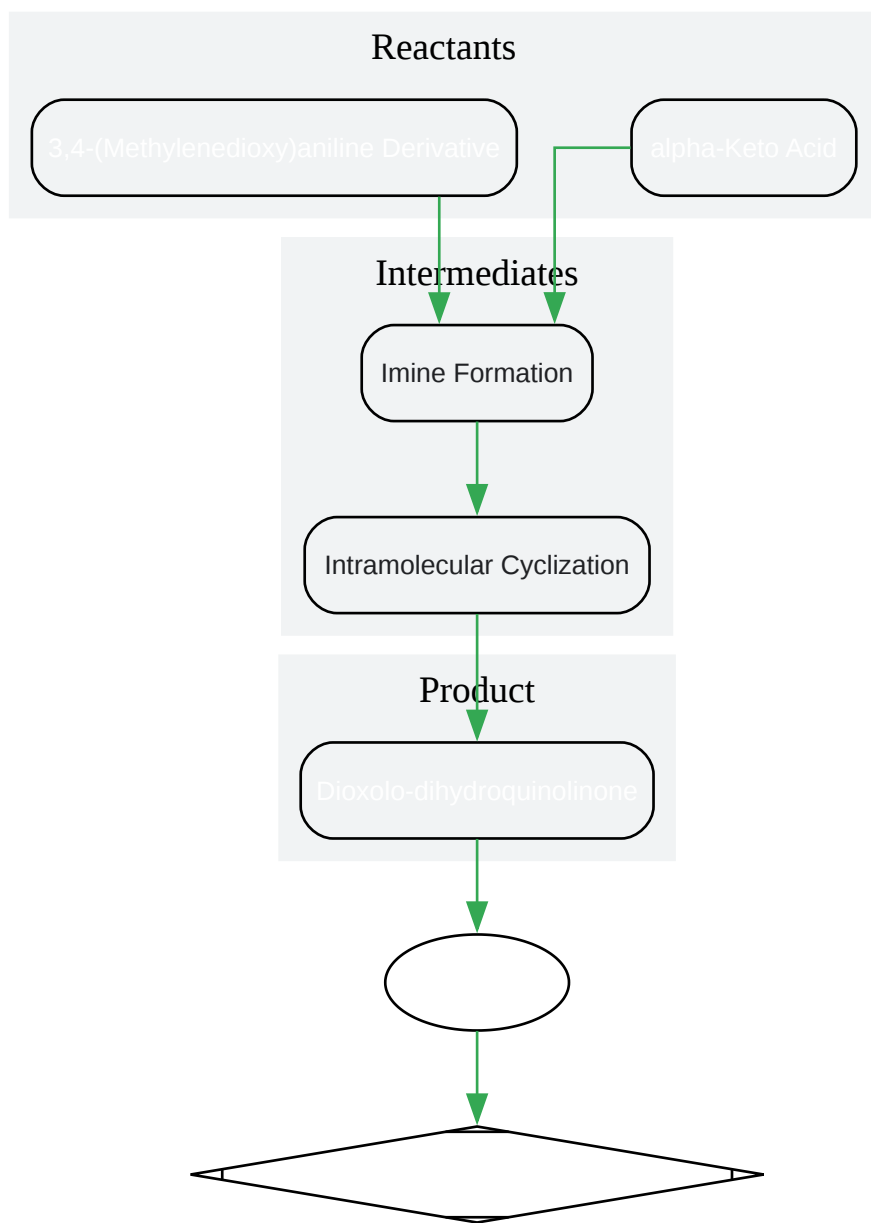 Reactants
3,4-(Methylenedioxy)aniline Derivative
alpha-Keto Acid
Intermediates
Imine Formation
Intramolecular Cyclization
Product
Dioxolo-dihydroquinolinone